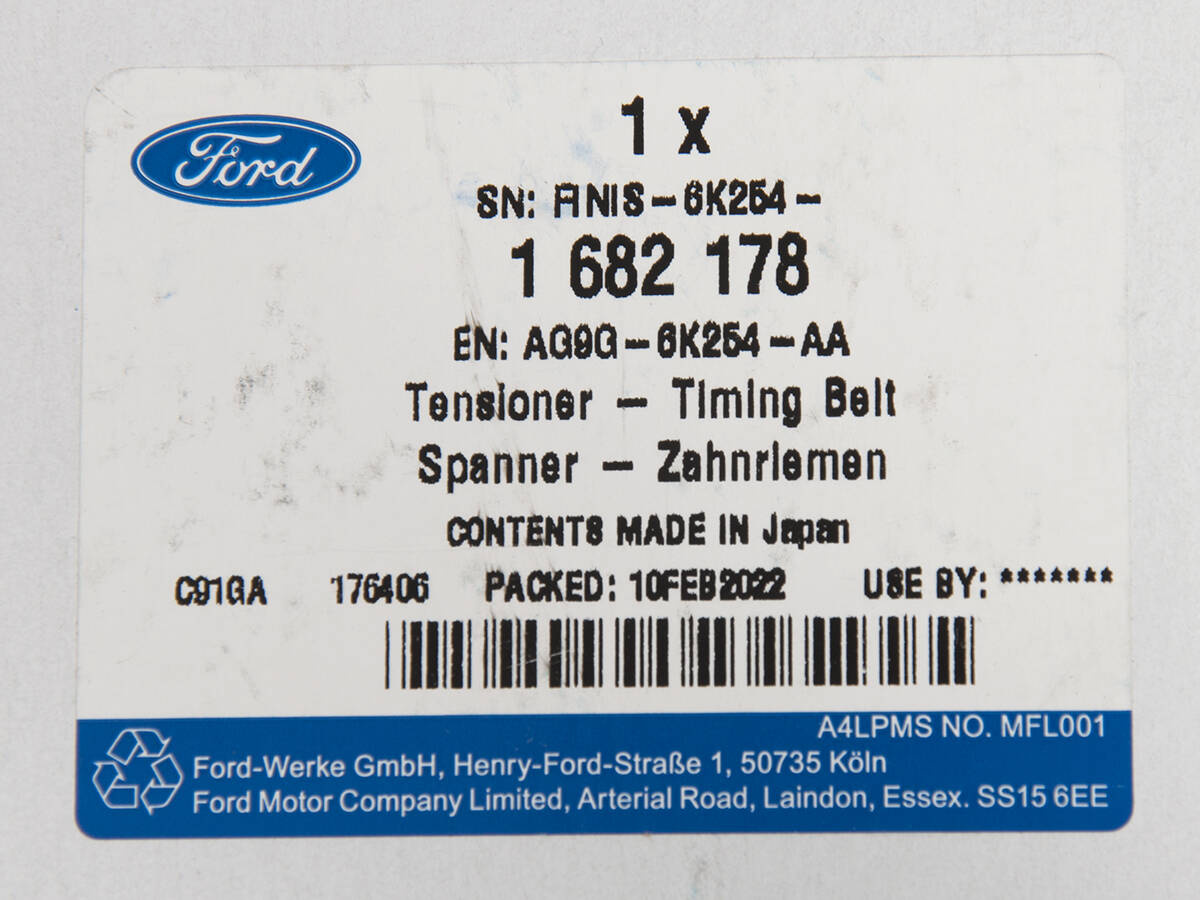 Ford
1 x
SN: FINIS-6K254-
1 682 178
EN: AG9G-6K254-AA
Tensioner - Timing Belt
Spanner - Zahnriemen
CONTENTS MADE IN Japan
C91GA 176406 PACKED: 10FEB2022 USE BY: *******
A4LPMS NO. MFL001
Ford-Werke GmbH, Henry-Ford-Straße 1, 50735 Köln
Ford Motor Company Limited, Arterial Road, Laindon, Essex. SS15 6EE